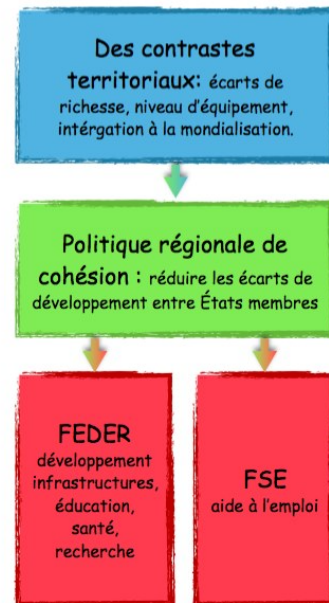 Des contrastes
territoriaux: écarts de
richesse, niveau d'équipement,
intérgation à la mondialisation.
Politique régionale de
cohésion : réduire les écarts de
développement entre États membres
FEDER
développement
infrastructures,
éducation,
santé,
recherche
FSE
aide à l'emploi